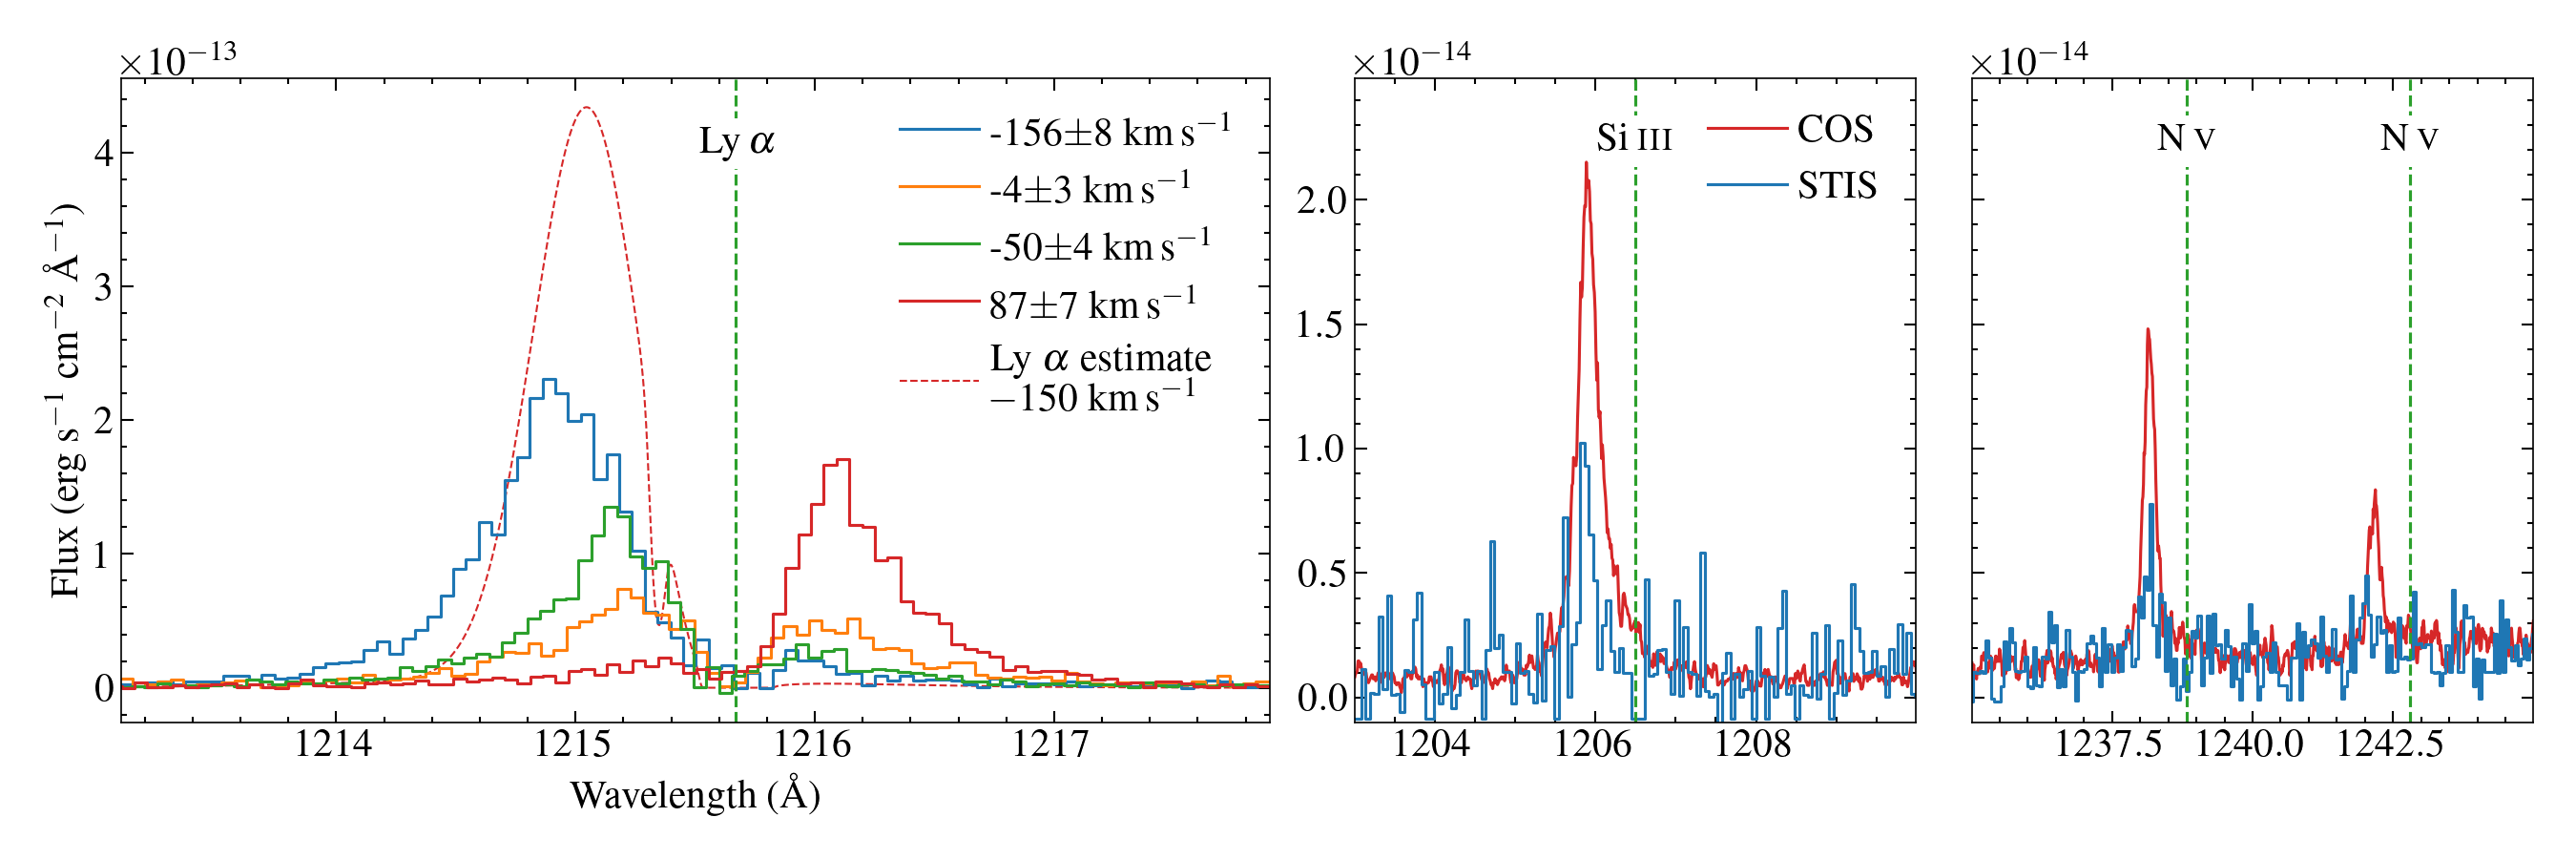 ×10⁻¹³
Flux (erg s⁻¹ cm⁻² Å⁻¹)
4
3
2
1
0
Ly α
-156±8 km s⁻¹
-4±3 km s⁻¹
-50±4 km s⁻¹
87±7 km s⁻¹
Ly α estimate
−150 km s⁻¹
1214 1215 1216 1217
Wavelength (Å)
×10⁻¹⁴
2.0
1.5
1.0
0.5
0.0
Si III
COS
STIS
1204 1206 1208
×10⁻¹⁴
N V N V
1237.5 1240.0 1242.5